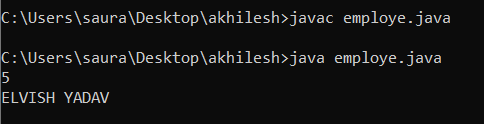 C:\Users\saura\Desktop\akhilesh>javac employe.java
C:\Users\saura\Desktop\akhilesh>java employe.java
5
ELVISH YADAV